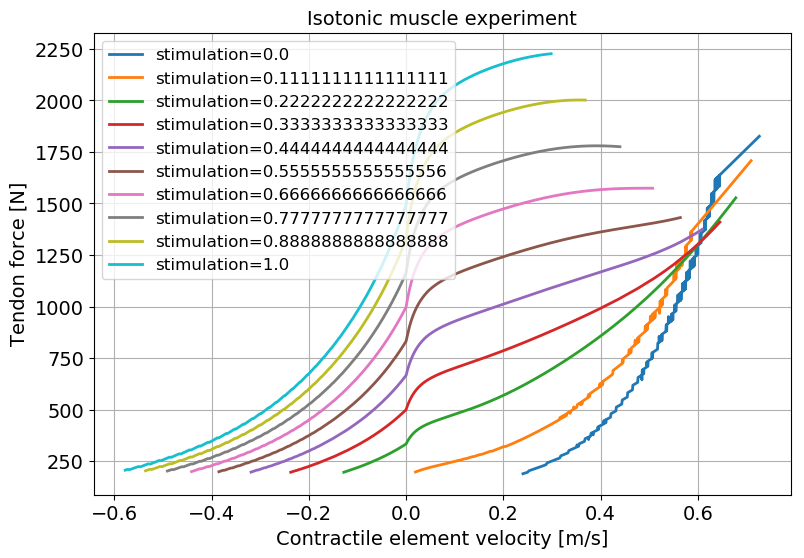 Isotonic muscle experiment
2250
2000
1750
1500
1250
1000
750
500
250
Tendon force [N]
stimulation=0.0
stimulation=0.1111111111111111
stimulation=0.2222222222222222
stimulation=0.3333333333333333
stimulation=0.4444444444444444
stimulation=0.5555555555555556
stimulation=0.6666666666666666
stimulation=0.7777777777777777
stimulation=0.8888888888888888
stimulation=1.0
−0.6 −0.4 −0.2 0.0 0.2 0.4 0.6
Contractile element velocity [m/s]